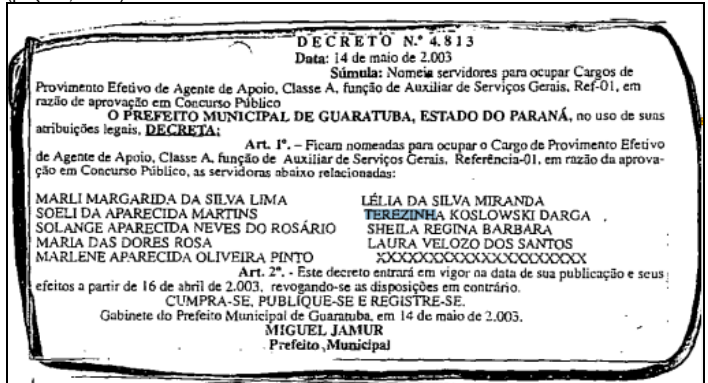 DECRETO N.º 4.813
Data: 14 de maio de 2.003
Súmula: Nomeia servidores para ocupar Cargos de
Provimento Efetivo de Agente de Apoio, Classe A, função de Auxiliar de Serviços Gerais, Ref-01, em
razão de aprovação em Concurso Público
O PREFEITO MUNICIPAL DE GUARATUBA, ESTADO DO PARANÁ, no uso de suas
atribuições legais, DECRETA:
Art. 1º. – Ficam nomeadas para ocupar o Cargo de Provimento Efetivo
de Agente de Apoio, Classe A, função de Auxiliar de Serviços Gerais, Referência-01, em razão da aprova-
ção em Concurso Público, as servidoras abaixo relacionadas:
MARLI MARGARIDA DA SILVA LIMA LÉLIA DA SILVA MIRANDA
SOELI DA APARECIDA MARTINS TEREZINHA KOSLOWSKI DARGA
SOLANGE APARECIDA NEVES DO ROSÁRIO SHEILA REGINA BARBARA
MARIA DAS DORES ROSA LAURA VELOZO DOS SANTOS
MARLENE APARECIDA OLIVEIRA PINTO XXXXXXXXXXXXXXXXXXXXX
Art. 2º. - Este decreto entrará em vigor na data de sua publicação e seus
efeitos a partir de 16 de abril de 2.003, revogando-se as disposições em contrário.
CUMPRA-SE, PUBLIQUE-SE E REGISTRE-SE.
Gabinete do Prefeito Municipal de Guaratuba, em 14 de maio de 2.003.
MIGUEL JAMUR
Prefeito Municipal